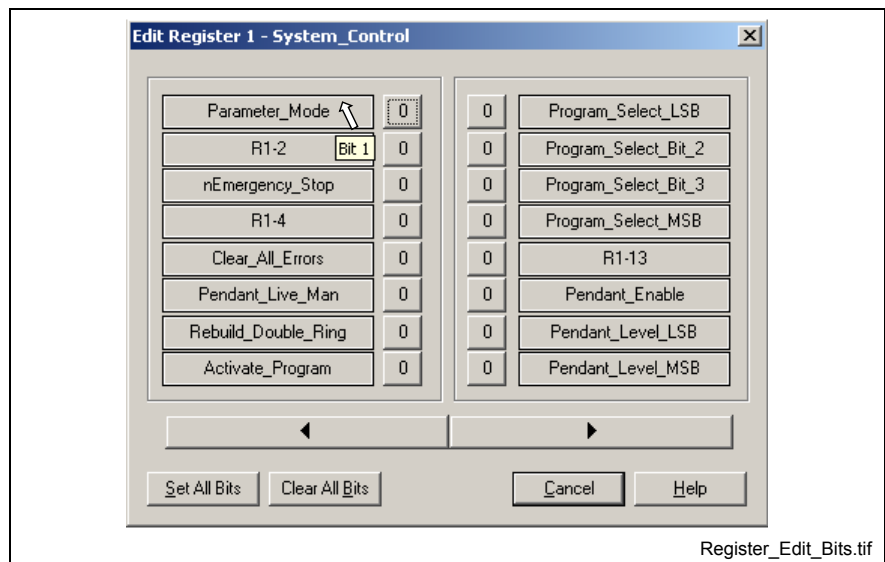 Edit Register 1 - System_Control
Parameter_Mode 0 0 Program_Select_LSB
R1-2 Bit 1 0 0 Program_Select_Bit_2
nEmergency_Stop 0 0 Program_Select_Bit_3
R1-4 0 0 Program_Select_MSB
Clear_All_Errors 0 0 R1-13
Pendant_Live_Man 0 0 Pendant_Enable
Rebuild_Double_Ring 0 0 Pendant_Level_LSB
Activate_Program 0 0 Pendant_Level_MSB
Set All Bits Clear All Bits Cancel Help
Register_Edit_Bits.tif